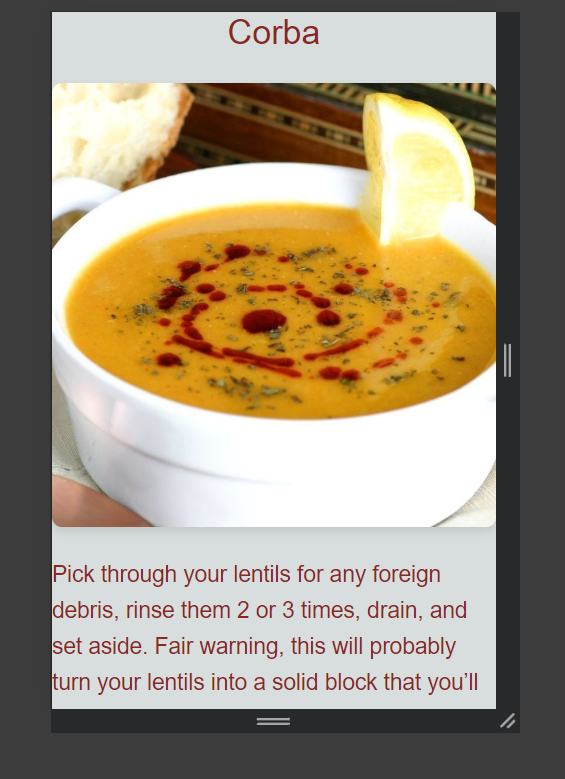 Corba
Pick through your lentils for any foreign
debris, rinse them 2 or 3 times, drain, and
set aside. Fair warning, this will probably
turn your lentils into a solid block that you’ll